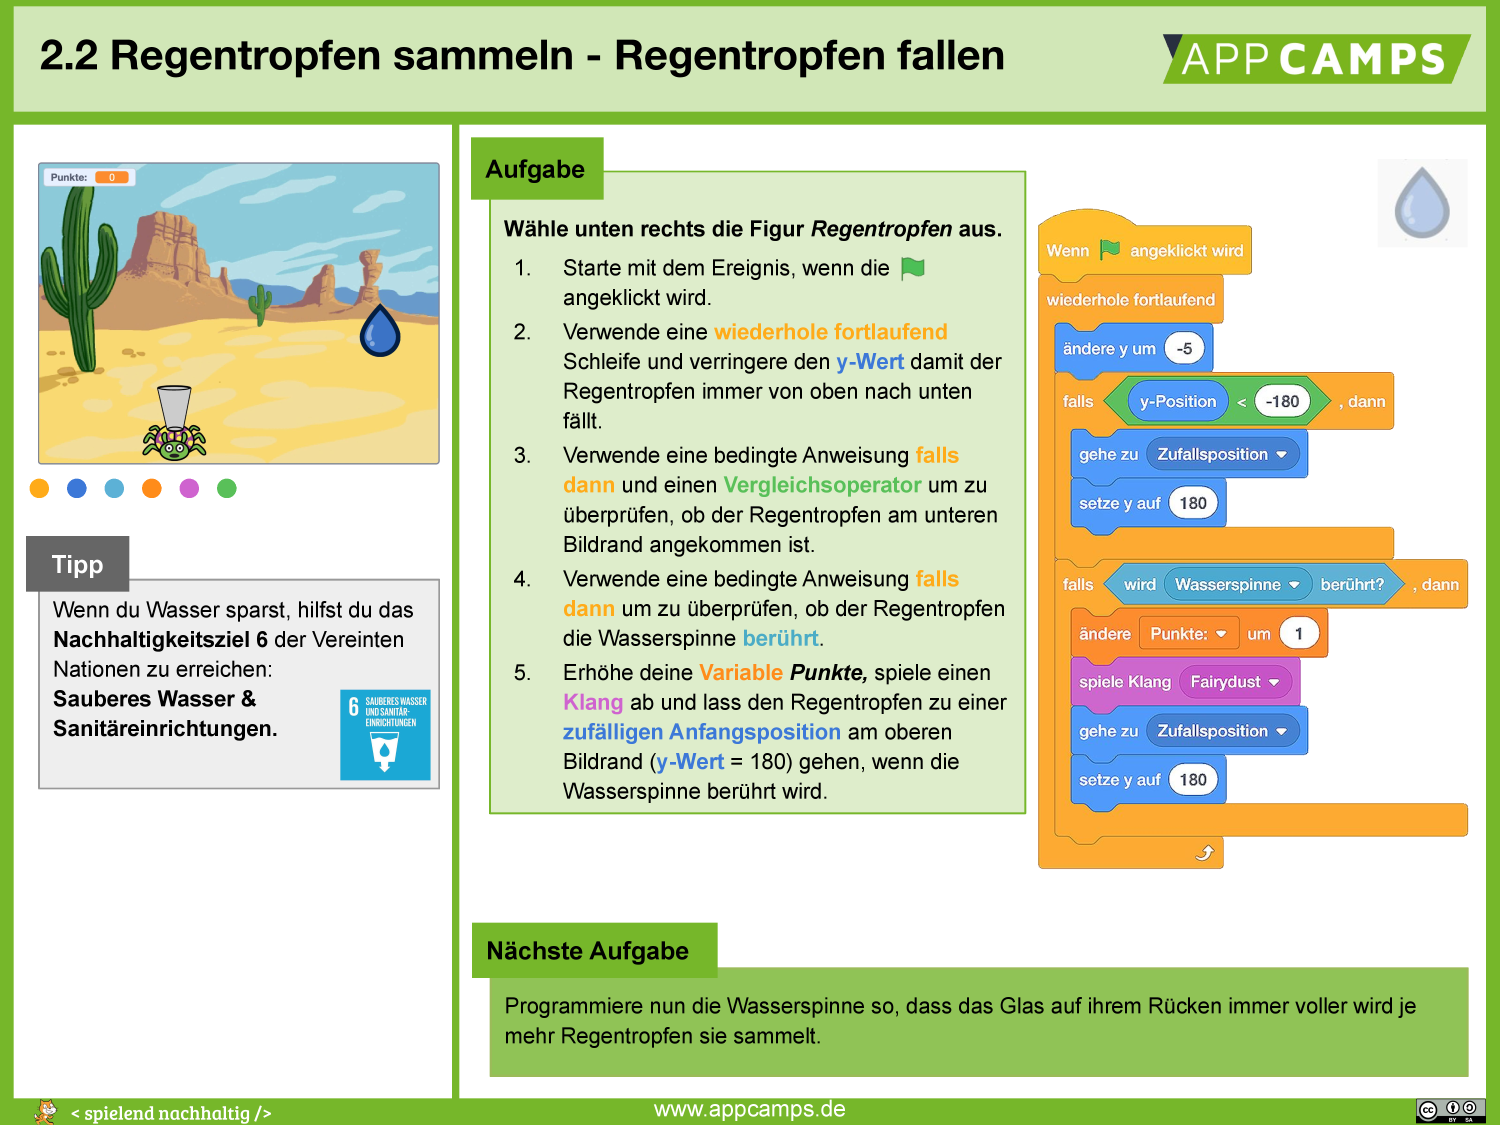 2.2 Regentropfen sammeln - Regentropfen fallen
APP CAMPS
Punkte: 0
Tipp
Wenn du Wasser sparst, hilfst du das
Nachhaltigkeitsziel 6 der Vereinten
Nationen zu erreichen:
Sauberes Wasser &
Sanitäreinrichtungen.
6 SAUBERES WASSER
UND SANITÄR-
EINRICHTUNGEN
Aufgabe
Wähle unten rechts die Figur Regentropfen aus.
1. Starte mit dem Ereignis, wenn die
angeklickt wird.
2. Verwende eine wiederhole fortlaufend
Schleife und verringere den y-Wert damit der
Regentropfen immer von oben nach unten
fällt.
3. Verwende eine bedingte Anweisung falls
dann und einen Vergleichsoperator um zu
überprüfen, ob der Regentropfen am unteren
Bildrand angekommen ist.
4. Verwende eine bedingte Anweisung falls
dann um zu überprüfen, ob der Regentropfen
die Wasserspinne berührt.
5. Erhöhe deine Variable Punkte, spiele einen
Klang ab und lass den Regentropfen zu einer
zufälligen Anfangsposition am oberen
Bildrand (y-Wert = 180) gehen, wenn die
Wasserspinne berührt wird.
Wenn angeklickt wird
wiederhole fortlaufend
ändere y um -5
falls y-Position < -180 , dann
gehe zu Zufallsposition
setze y auf 180
falls wird Wasserspinne berührt? , dann
ändere Punkte: um 1
spiele Klang Fairydust
gehe zu Zufallsposition
setze y auf 180
Nächste Aufgabe
Programmiere nun die Wasserspinne so, dass das Glas auf ihrem Rücken immer voller wird je
mehr Regentropfen sie sammelt.
< spielend nachhaltig />
www.appcamps.de
cc BY SA